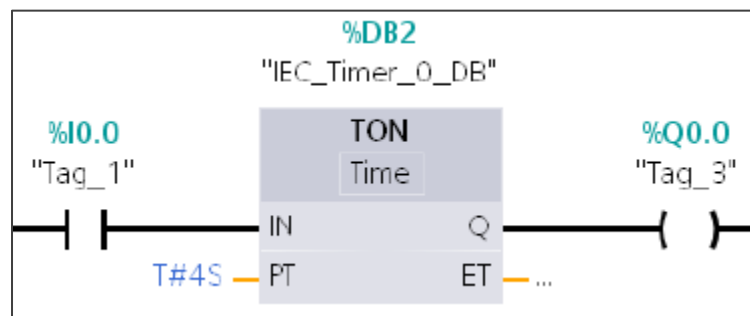 %DB2
"IEC_Timer_0_DB"
%I0.0
"Tag_1"
TON
Time
%Q0.0
"Tag_3"
IN
Q
T#4S
PT
ET
...